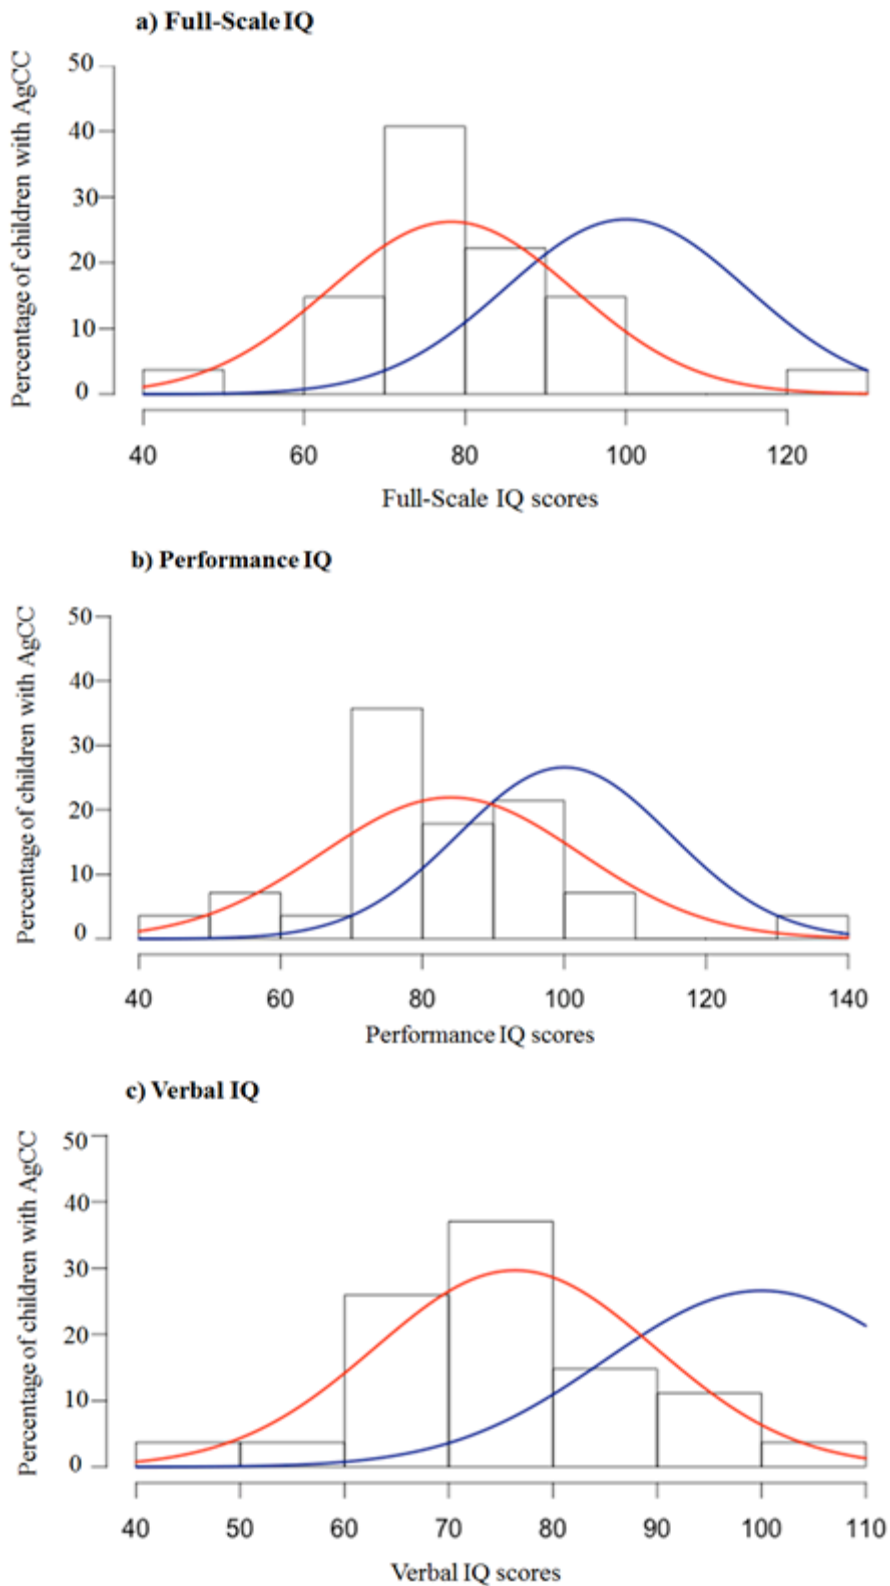 a) Full-Scale IQ
Percentage of children with AgCC
50
40
30
20
10
0
40 60 80 100 120
Full-Scale IQ scores
b) Performance IQ
Percentage of children with AgCC
50
40
30
20
10
0
40 60 80 100 120 140
Performance IQ scores
c) Verbal IQ
Percentage of children with AgCC
50
40
30
20
10
0
40 50 60 70 80 90 100 110
Verbal IQ scores